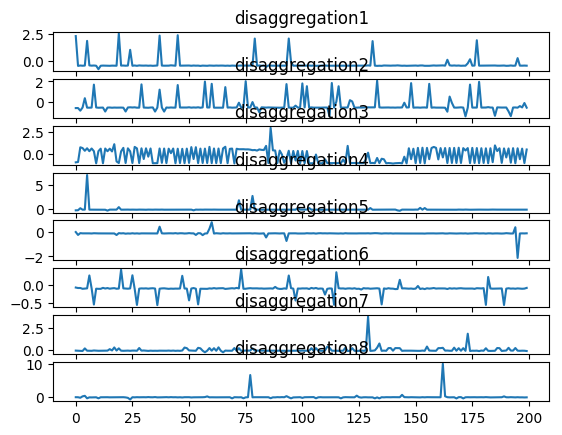 disaggregation1
2.5
0.0
disaggregation2
2
0
disaggregation3
2.5
0.0
disaggregation4
5
0
disaggregation5
0
−2
disaggregation6
0.0
−0.5
disaggregation7
2.5
0.0
disaggregation8
10
0
0 25 50 75 100 125 150 175 200